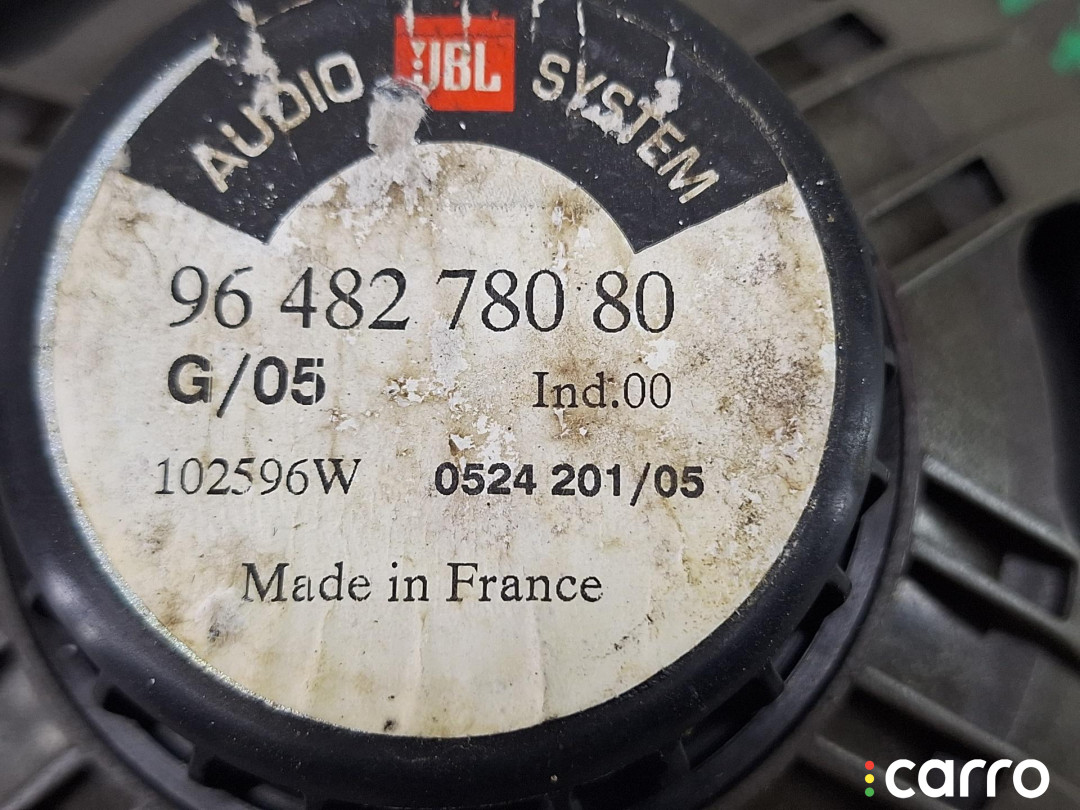 AUDIO JBL SYSTEM
96 482 780 80
G/05 Ind.00
102596W 0524 201/05
Made in France
carro